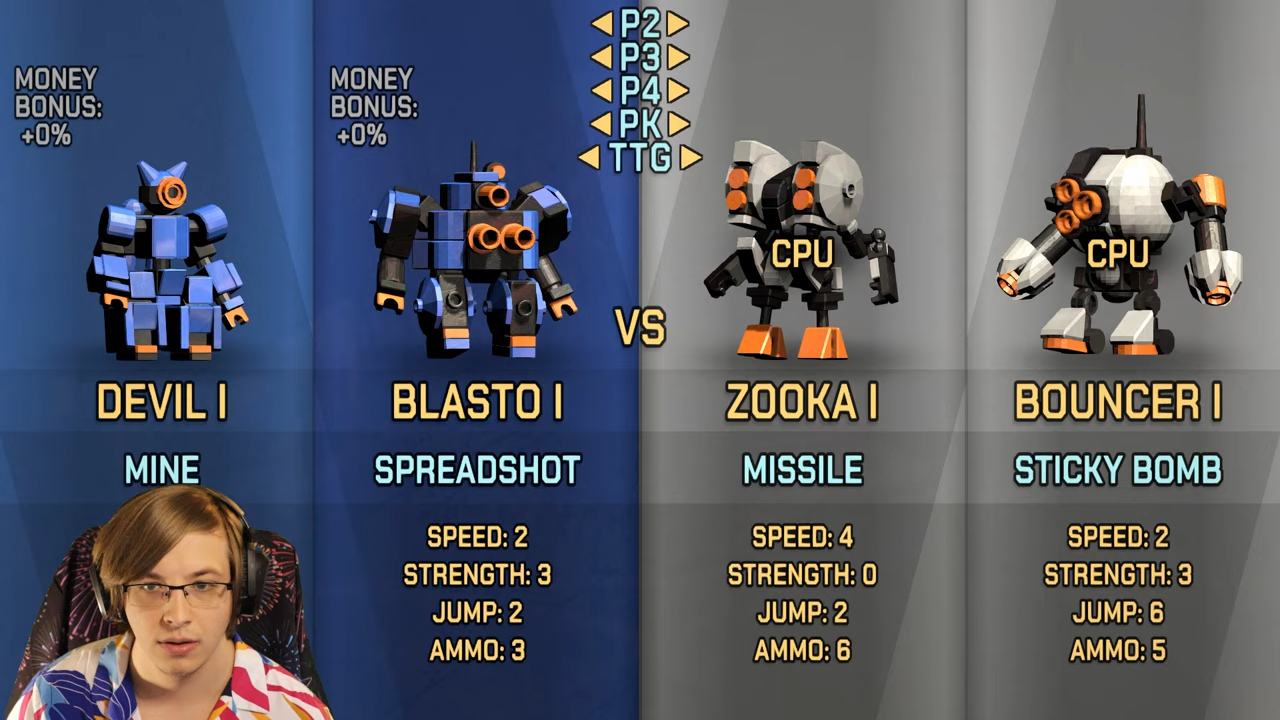 MONEY
BONUS:
+0%
MONEY
BONUS:
+0%
P2
P3
P4
PK
TTG
VS
CPU
CPU
DEVIL I
BLASTO I
ZOOKA I
BOUNCER I
MINE
SPREADSHOT
MISSILE
STICKY BOMB
SPEED: 2
STRENGTH: 3
JUMP: 2
AMMO: 3
SPEED: 4
STRENGTH: 0
JUMP: 2
AMMO: 6
SPEED: 2
STRENGTH: 3
JUMP: 6
AMMO: 5